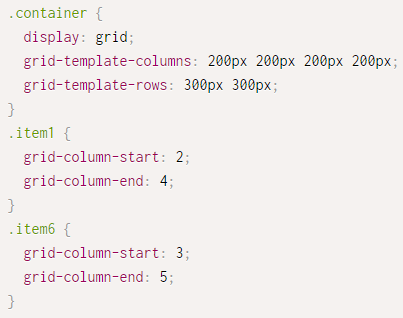 .container {
  display: grid;
  grid-template-columns: 200px 200px 200px 200px;
  grid-template-rows: 300px 300px;
}
.item1 {
  grid-column-start: 2;
  grid-column-end: 4;
}
.item6 {
  grid-column-start: 3;
  grid-column-end: 5;
}